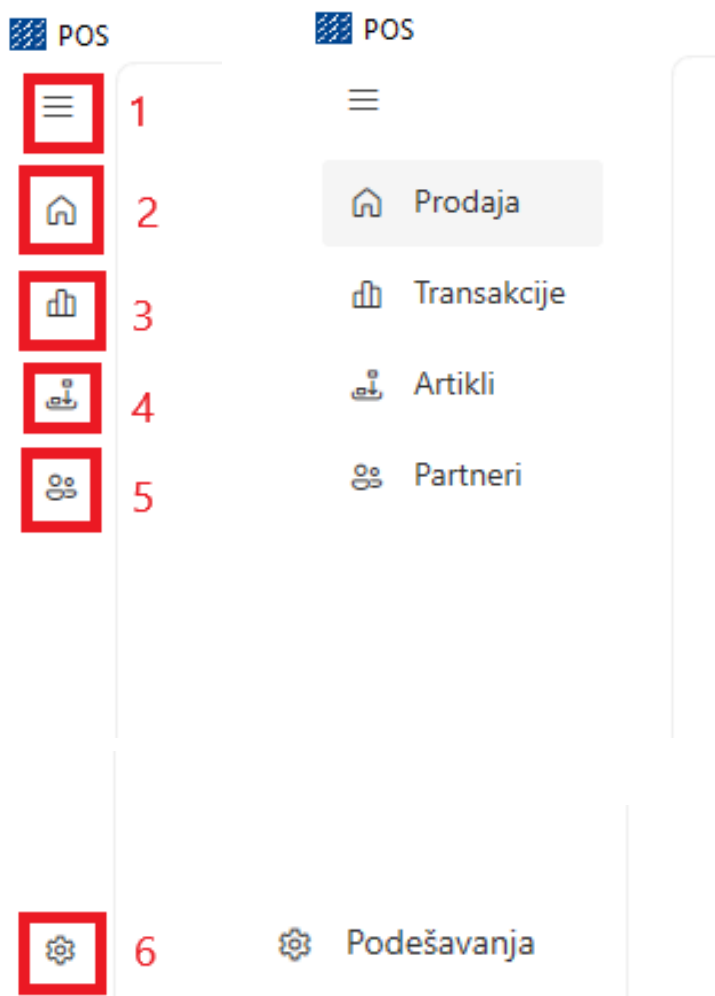 POS
1
2
3
4
5
6
POS
Prodaja
Transakcije
Artikli
Partneri
Podešavanja